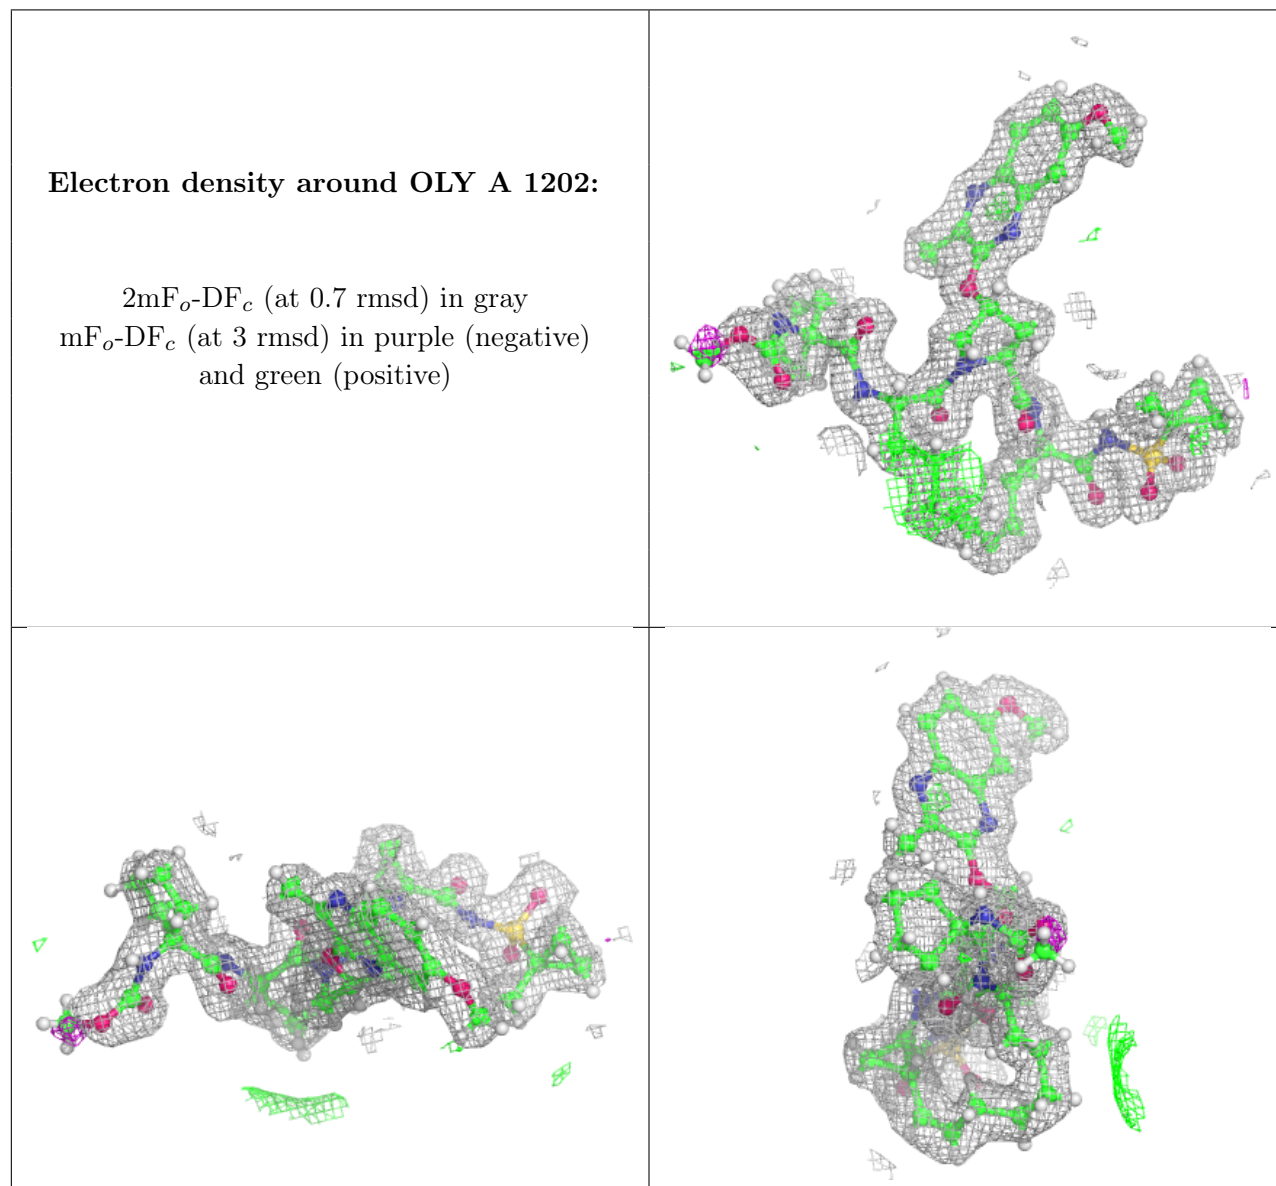 Electron density around OLY A 1202:
2mFo-DFc (at 0.7 rmsd) in gray
mFo-DFc (at 3 rmsd) in purple (negative)
and green (positive)